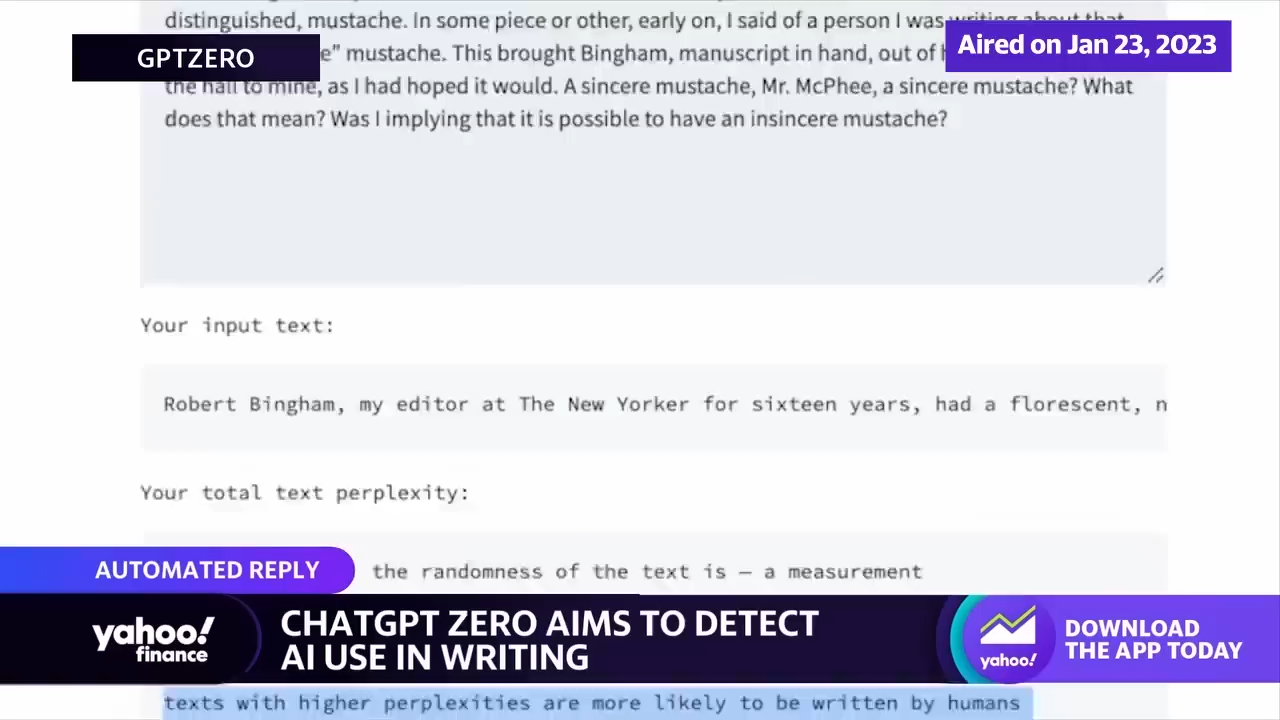 distinguished, mustache. In some piece or other, early on, I said of a person I was writing about that
GPTZERO
Aired on Jan 23, 2023
e” mustache. This brought Bingham, manuscript in hand, out of
the hall to mine, as I had hoped it would. A sincere mustache, Mr. McPhee, a sincere mustache? What
does that mean? Was I implying that it is possible to have an insincere mustache?
Your input text:
Robert Bingham, my editor at The New Yorker for sixteen years, had a florescent, n
Your total text perplexity:
AUTOMATED REPLY
the randomness of the text is – a measurement
yahoo!
finance
CHATGPT ZERO AIMS TO DETECT
AI USE IN WRITING
yahoo!
DOWNLOAD
THE APP TODAY
texts with higher perplexities are more likely to be written by humans